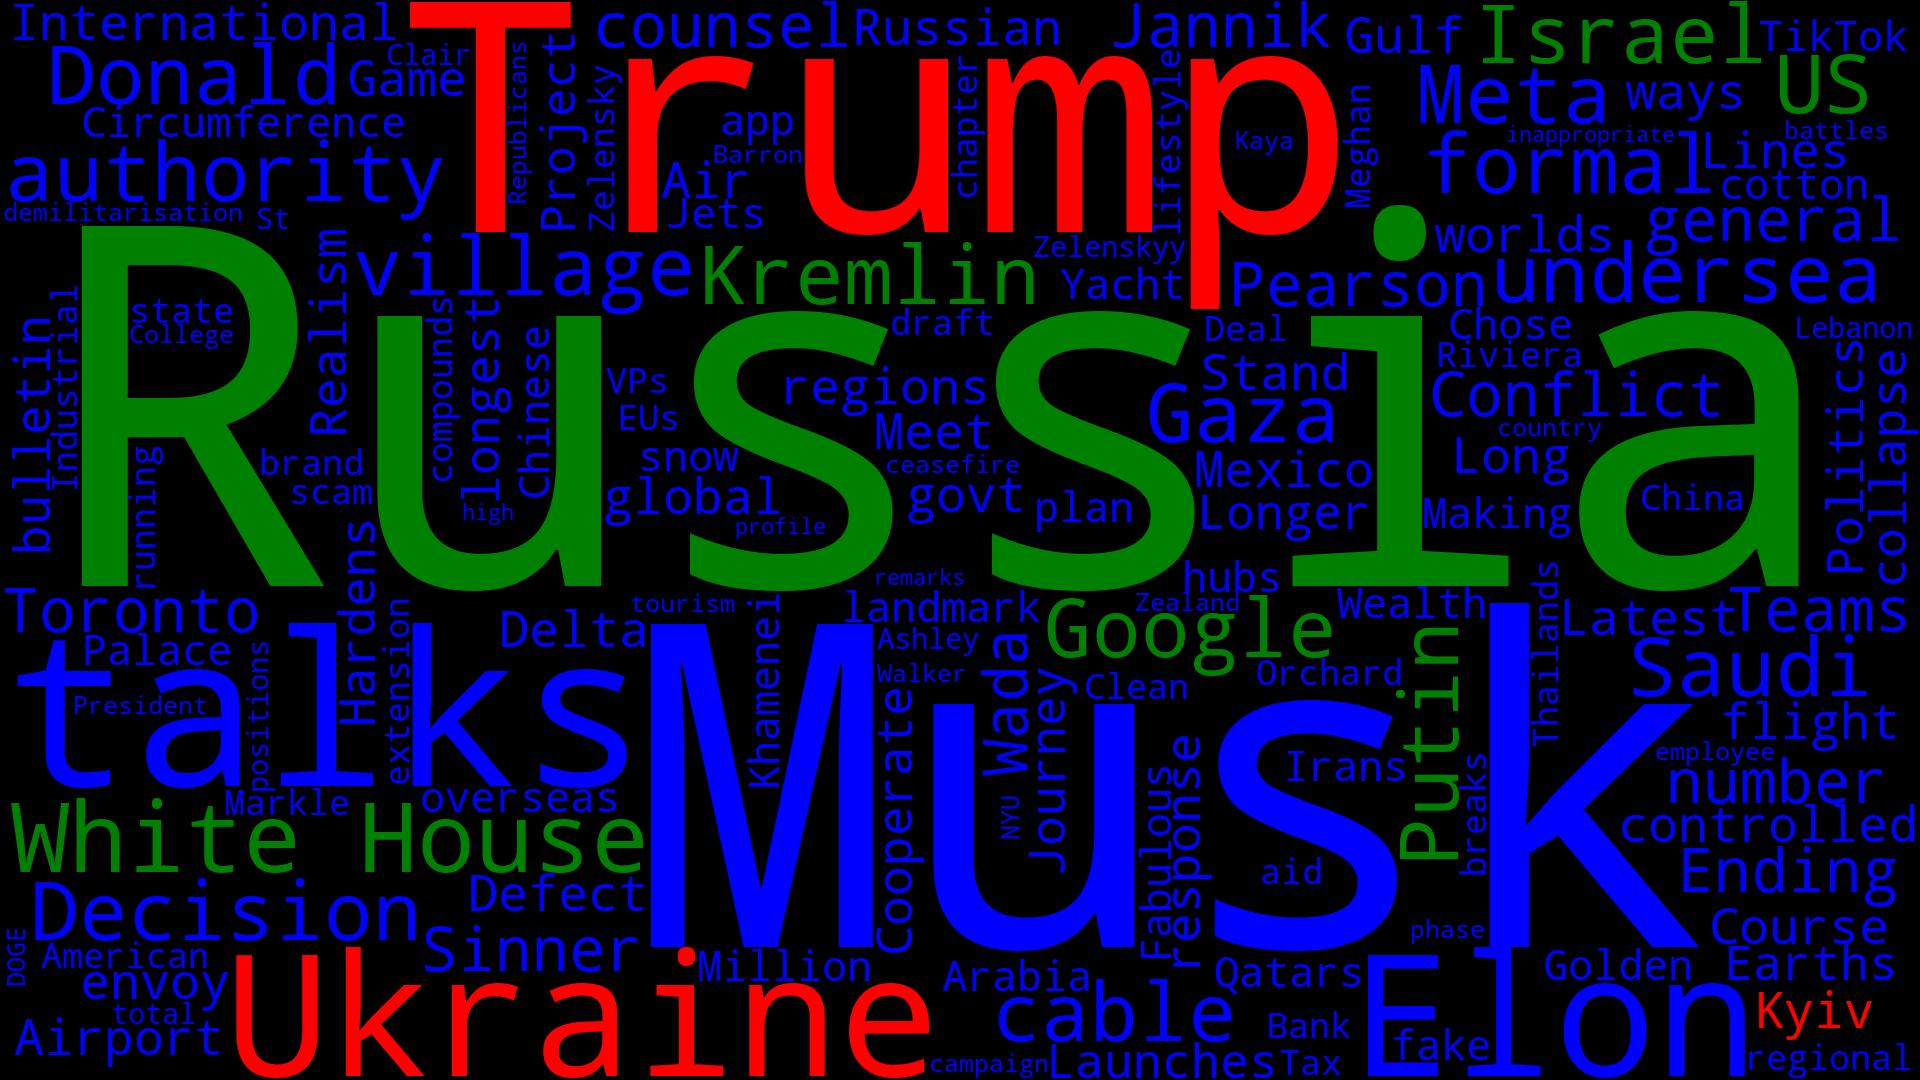 International
Trump
counsel
Russian
Jannik
Gulf
Israel
TikTok
Donald
Clair
Game
Republicans
Project
Zelensky
app
Barron
Air
Jets
chapter
lifestyle
Kaya
Meghan
Meta
ways
US
inappropriate
battles
Circumference
authority
formal
Lines
cotton
demilitarisation
St
village
Kremlin
Zelenskyy
Yacht
Pearson
worlds
general
undersea
Russia
state
College
Realism
compounds
longest
Chinese
VPs
EUs
draft
regions
Meet
snow
ceasefire
global
govt
profile
high
plan
Deal
Stand
Gaza
Mexico
Longer
Chose
Riviera
Conflict
country
Long
Making
China
Lebanon
Politics
collapse
bulletin
Industrial
running
brand
scam
Hardens
remarks
hubs
Toronto
Palace
talks
President
positions
extension
Delta
tourism
Khamenei
landmark
Ashley
Walker
Google
Zealand
Wealth
Thailands
Latest
Teams
Musk
Wada
Journey
Clean
Orchard
Putin
Saudi
flight
employee
number
controlled
Markle
overseas
White House
Cooperate
NYU
Fabulous
response
Irans
aid
breaks
Ending
Decision
Defect
Sinner
phase
Course
DOGE
American
envoy
total
Airport
Ukraine
Million
Arabia
cable
Qatars
Bank
Elon
fake
Golden
Earths
Kyiv
regional
campaign
Launches
Tax